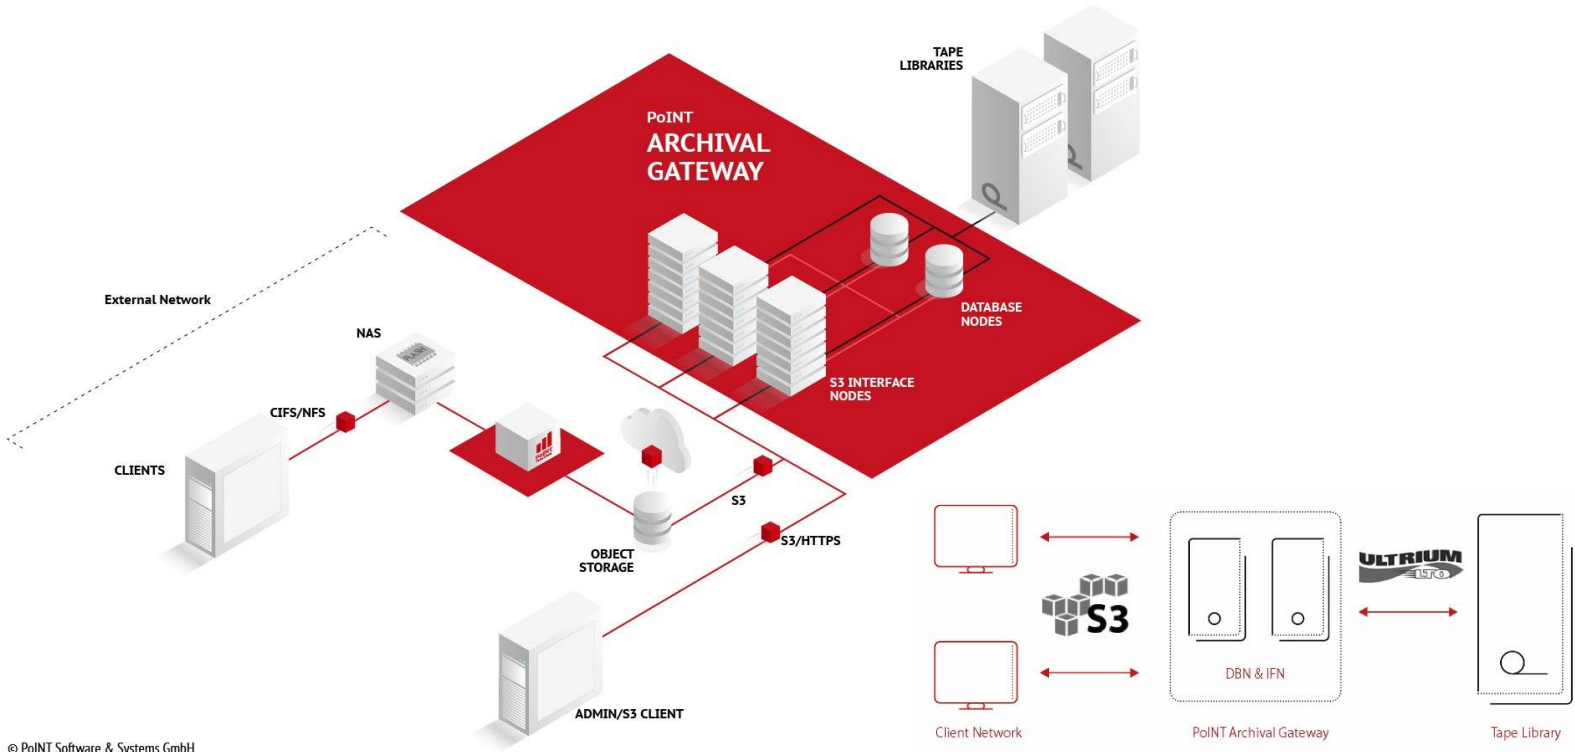 TAPE
LIBRARIES
PoINT
ARCHIVAL
GATEWAY
External Network
DATABASE
NODES
NAS
FLASH
S3 INTERFACE
NODES
CIFS/NFS
CLIENTS
PoINT
S3
S3/HTTPS
OBJECT
STORAGE
ADMIN/S3 CLIENT
ULTRIUM
LTO
S3
DBN & IFN
Client Network
PoINT Archival Gateway
Tape Library
© PoINT Software & Systems GmbH